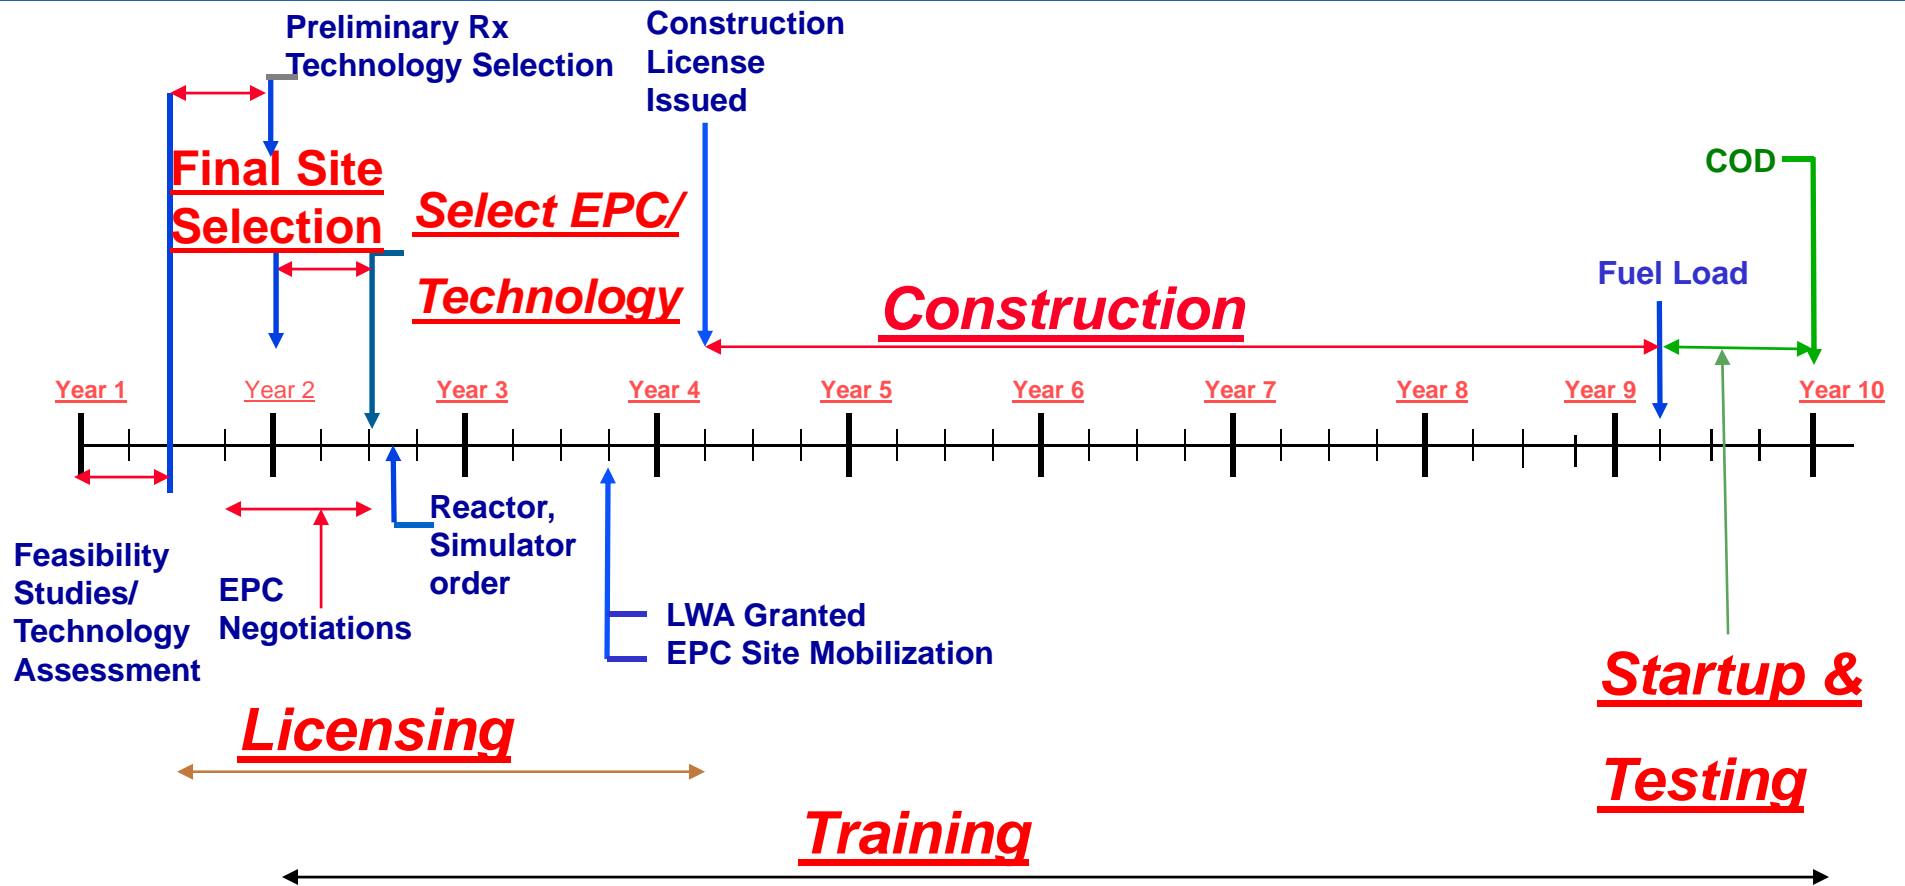 Preliminary Rx
Technology Selection
Construction
License
Issued
COD
Final Site
Selection
Select EPC/
Technology
Fuel Load
Construction
Year 1
Year 2
Year 3
Year 4
Year 5
Year 6
Year 7
Year 8
Year 9
Year 10
Feasibility
Studies/
Technology
Assessment
EPC
Negotiations
Reactor,
Simulator
order
LWA Granted
EPC Site Mobilization
Startup &
Testing
Licensing
Training